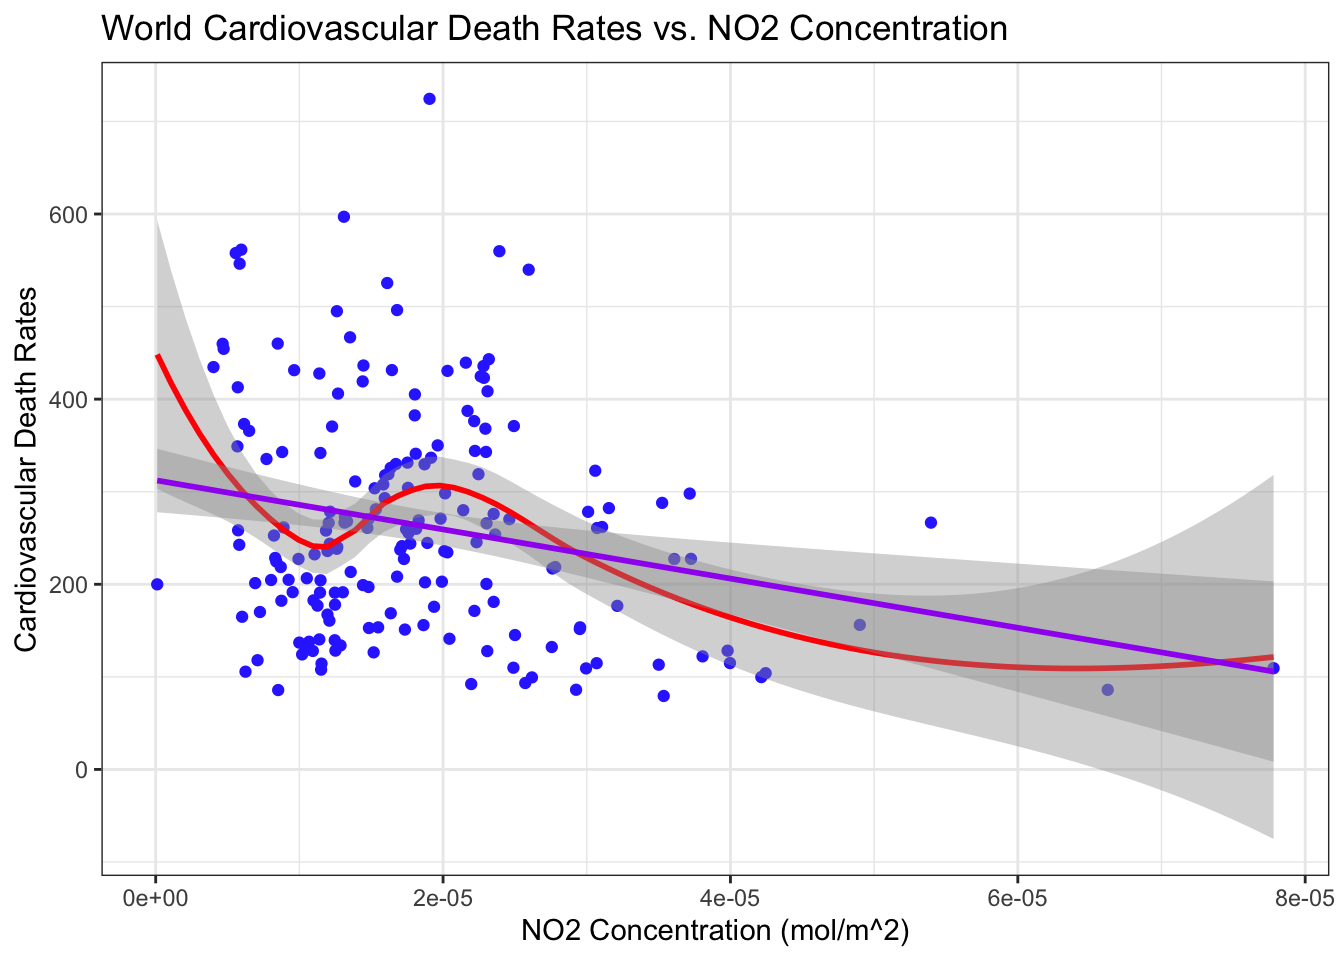 World Cardiovascular Death Rates vs. NO2 Concentration
Cardiovascular Death Rates
600
400
200
0
0e+00 2e-05 4e-05 6e-05 8e-05
NO2 Concentration (mol/m^2)